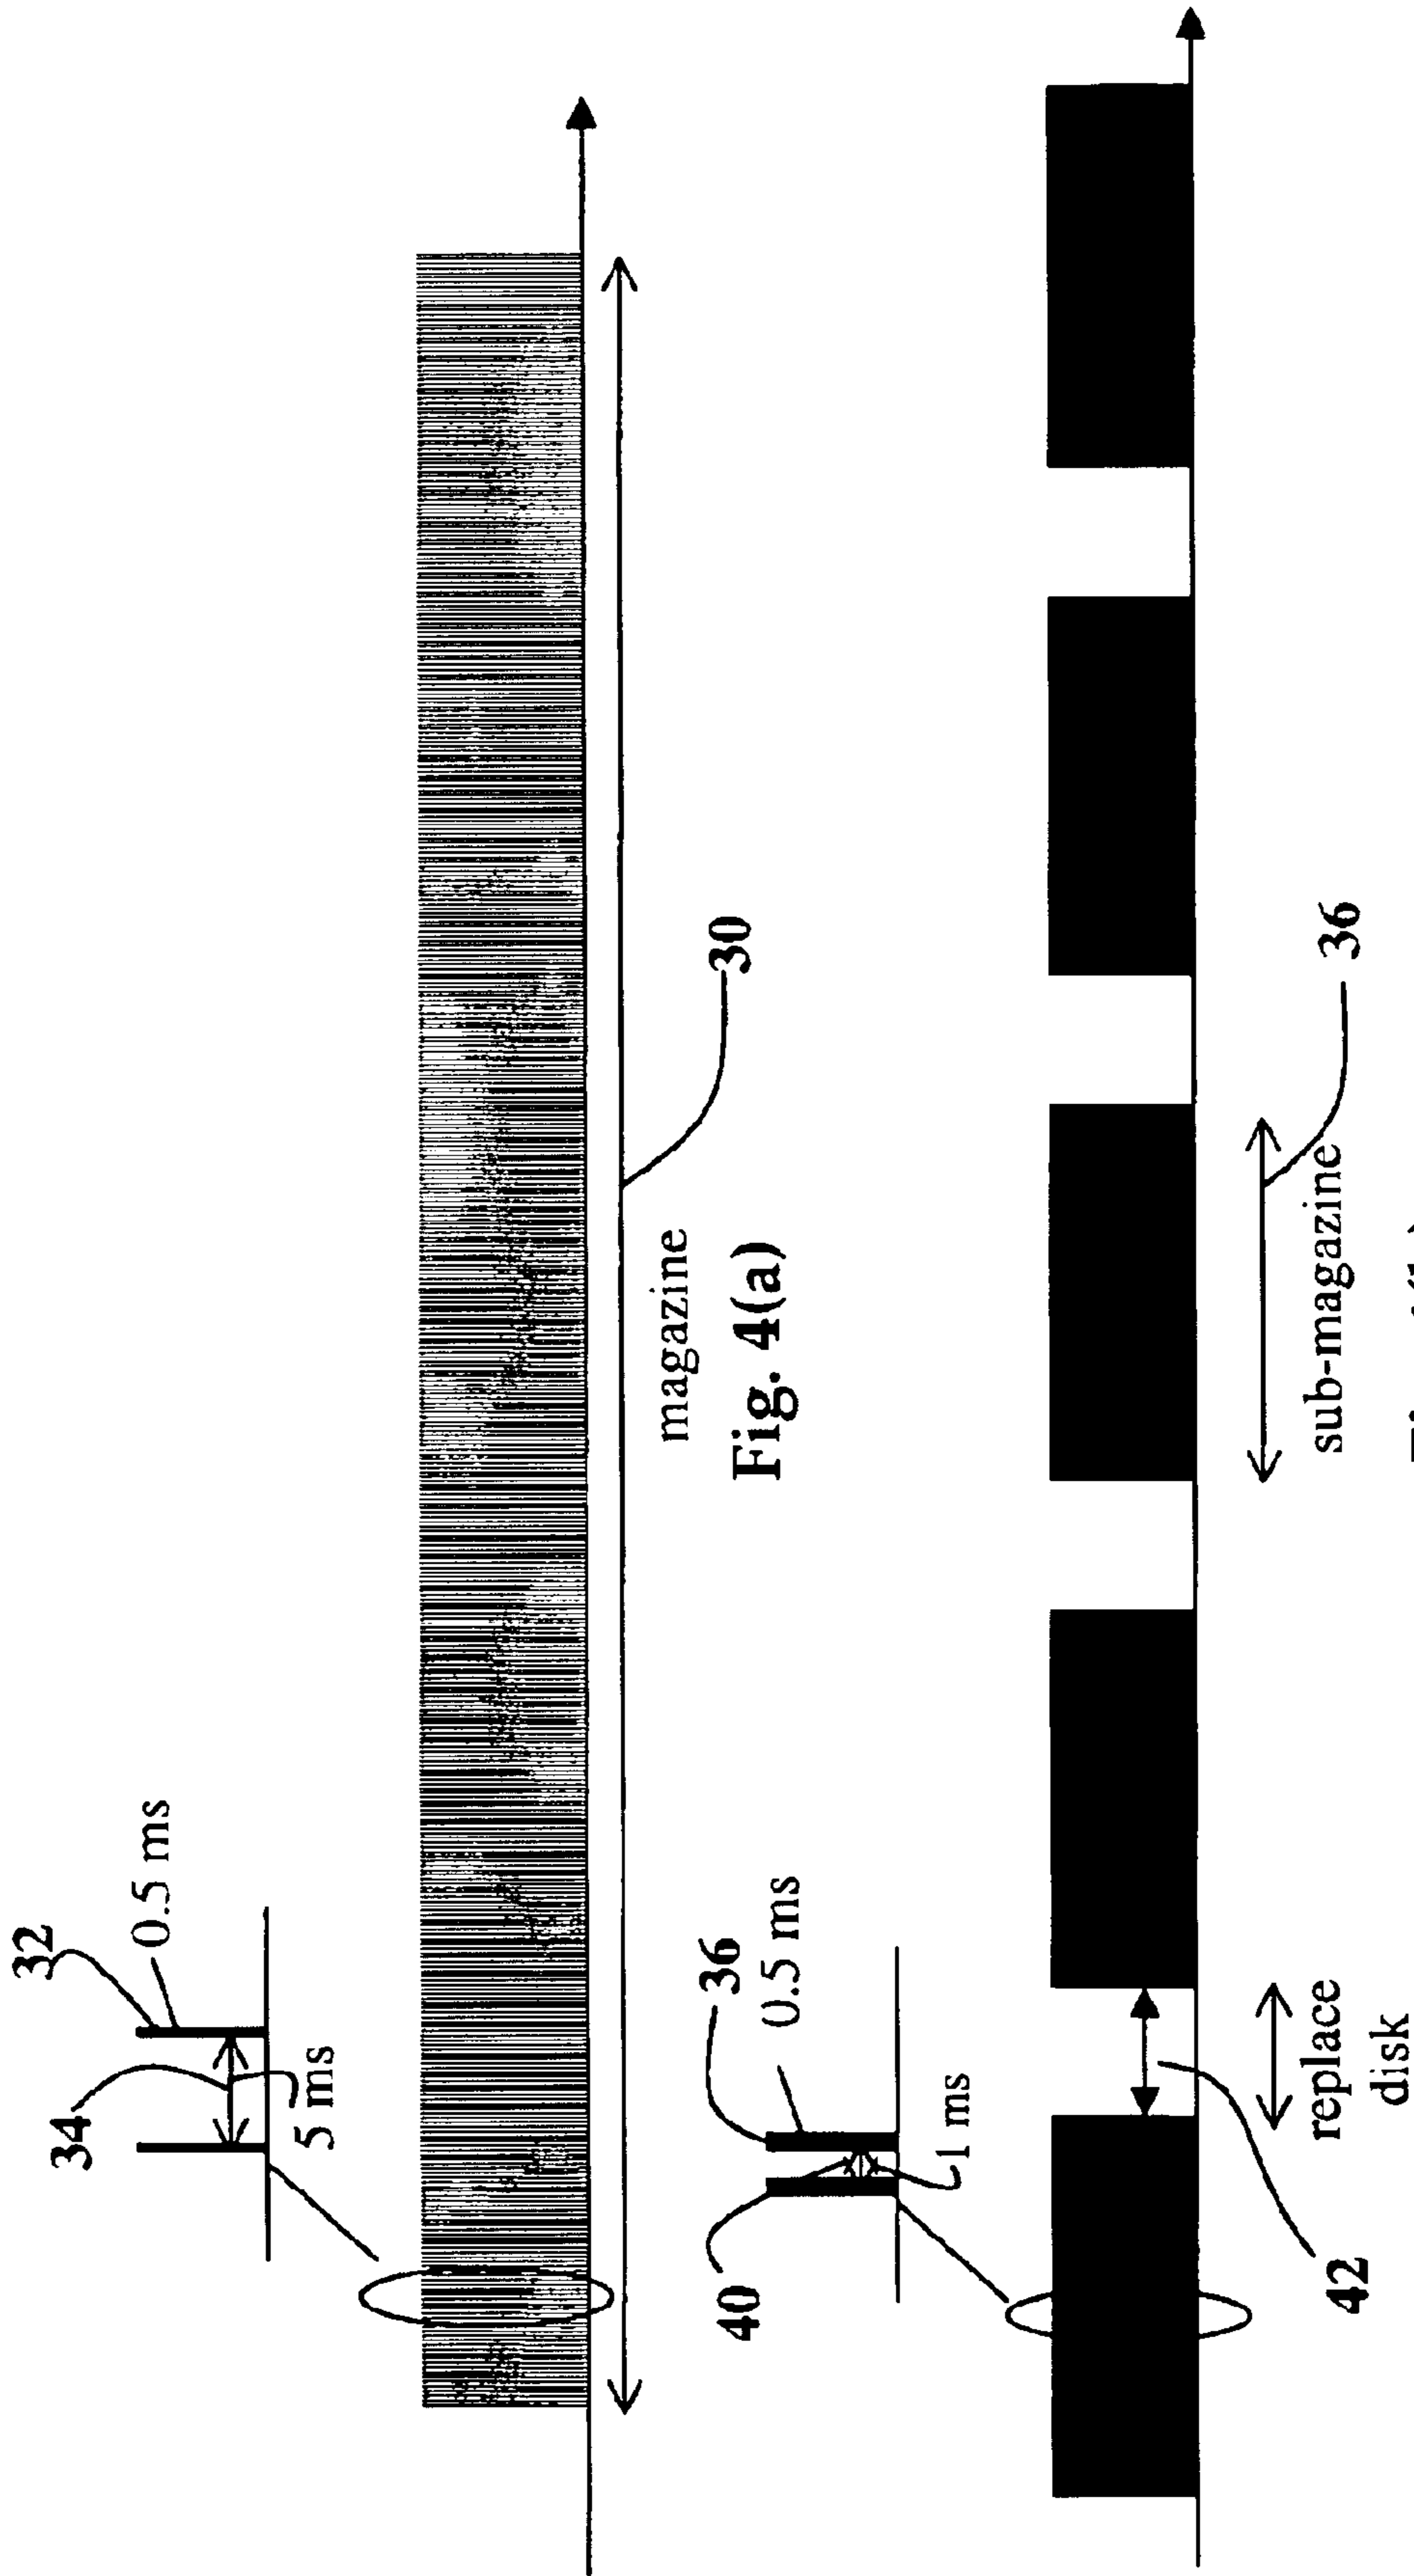 32
0.5 ms
34
5 ms
magazine
30
Fig. 4(a)
36
0.5 ms
40
1 ms
42
replace
disk
sub-magazine
36